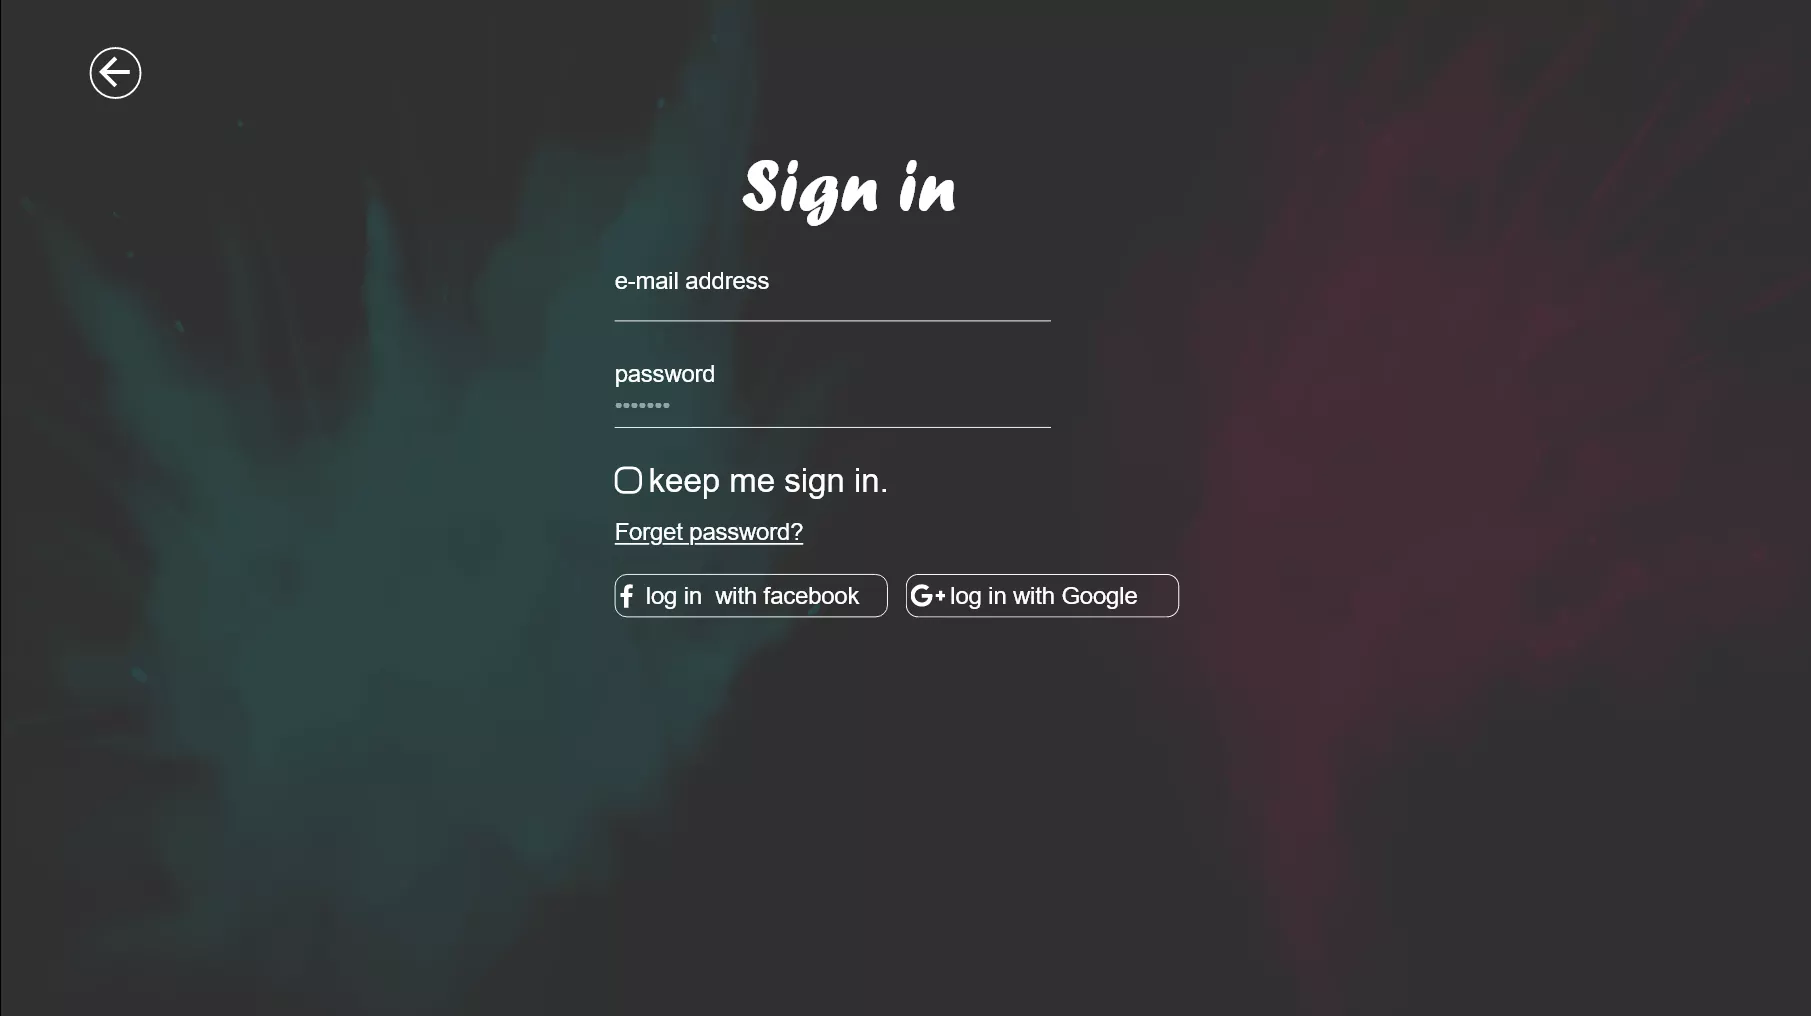 Sign in
e-mail address
password
•••••••
keep me sign in.
Forget password?
log in  with facebook
G+ log in with Google